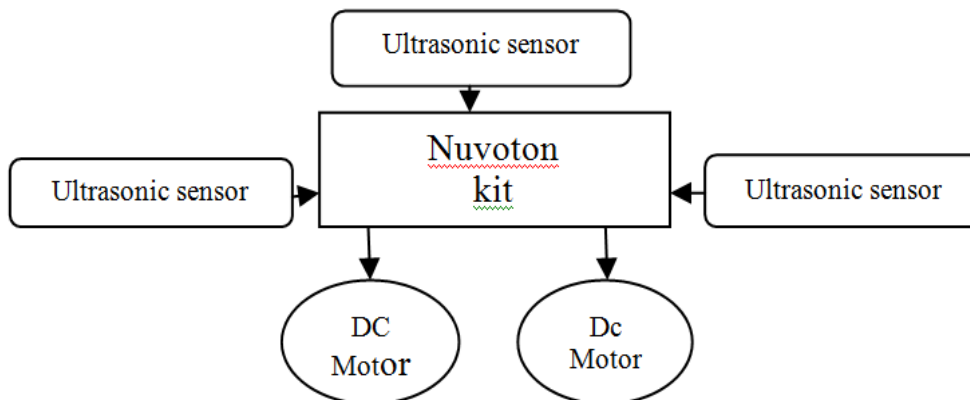 Ultrasonic sensor
Nuvoton
kit
Ultrasonic sensor
Ultrasonic sensor
DC
Motor
Dc
Motor